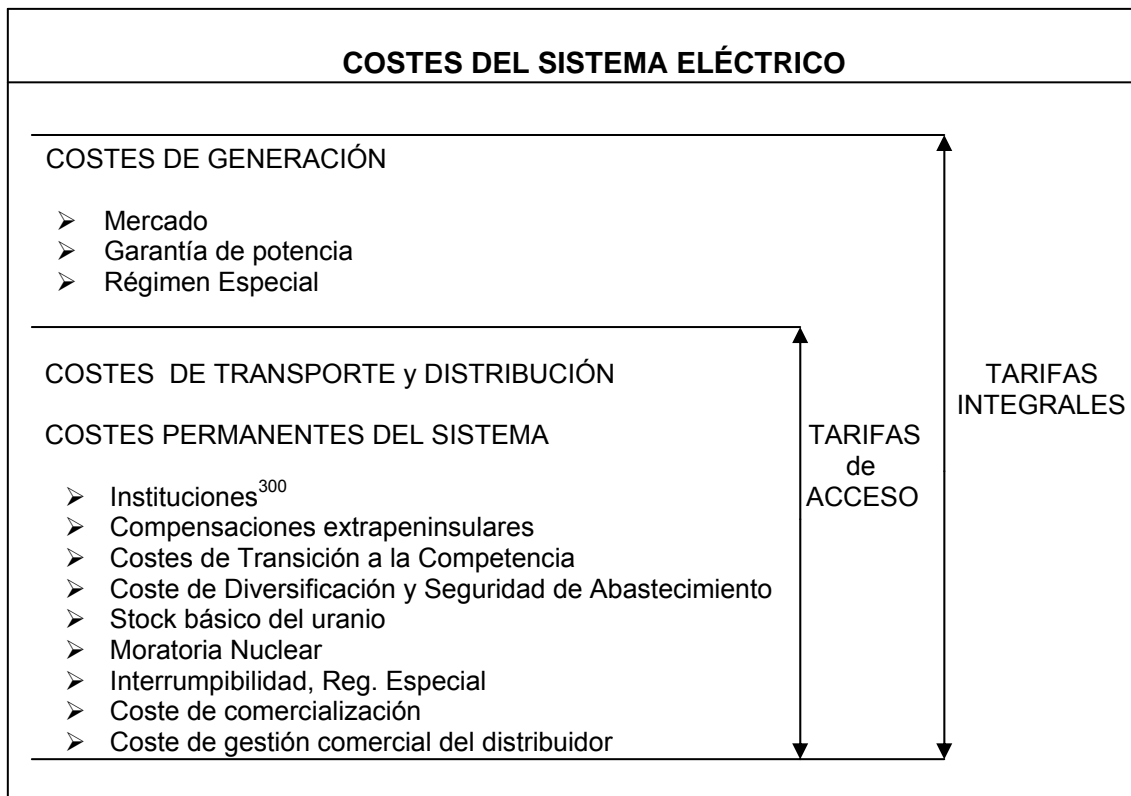 COSTES DEL SISTEMA ELÉCTRICO
COSTES DE GENERACIÓN
➢ Mercado
➢ Garantía de potencia
➢ Régimen Especial
COSTES DE TRANSPORTE y DISTRIBUCIÓN
COSTES PERMANENTES DEL SISTEMA
➢ Instituciones300
➢ Compensaciones extrapeninsulares
➢ Costes de Transición a la Competencia
➢ Coste de Diversificación y Seguridad de Abastecimiento
➢ Stock básico del uranio
➢ Moratoria Nuclear
➢ Interrumpibilidad, Reg. Especial
➢ Coste de comercialización
➢ Coste de gestión comercial del distribuidor
TARIFAS
de
ACCESO
TARIFAS
INTEGRALES